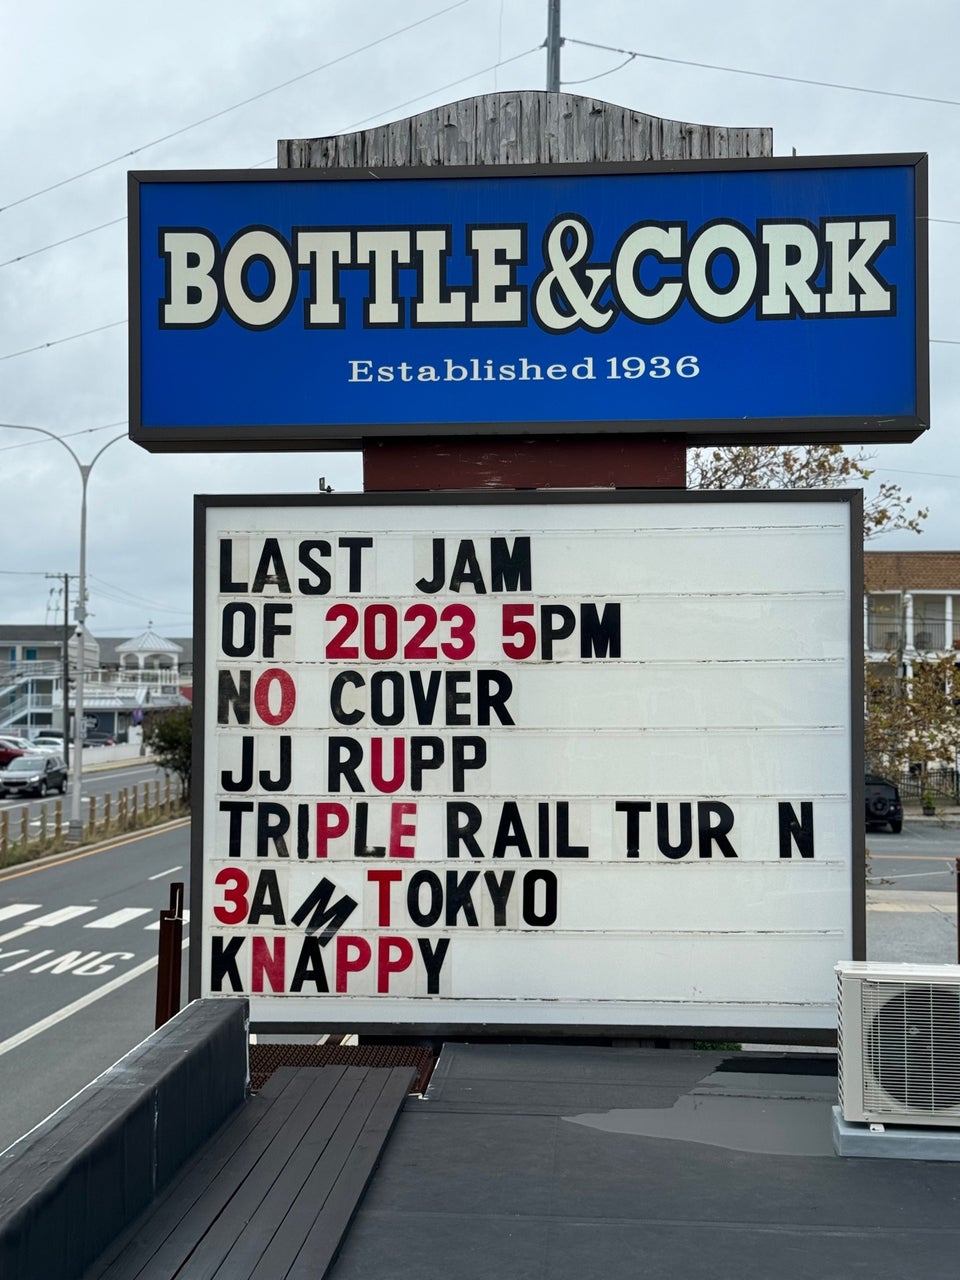 BOTTLE&CORK
Established 1936
LAST JAM
OF 2023 5PM
NO COVER
JJ RUPP
TRIPLE RAIL TUR N
3AM TOKYO
KNAPPY